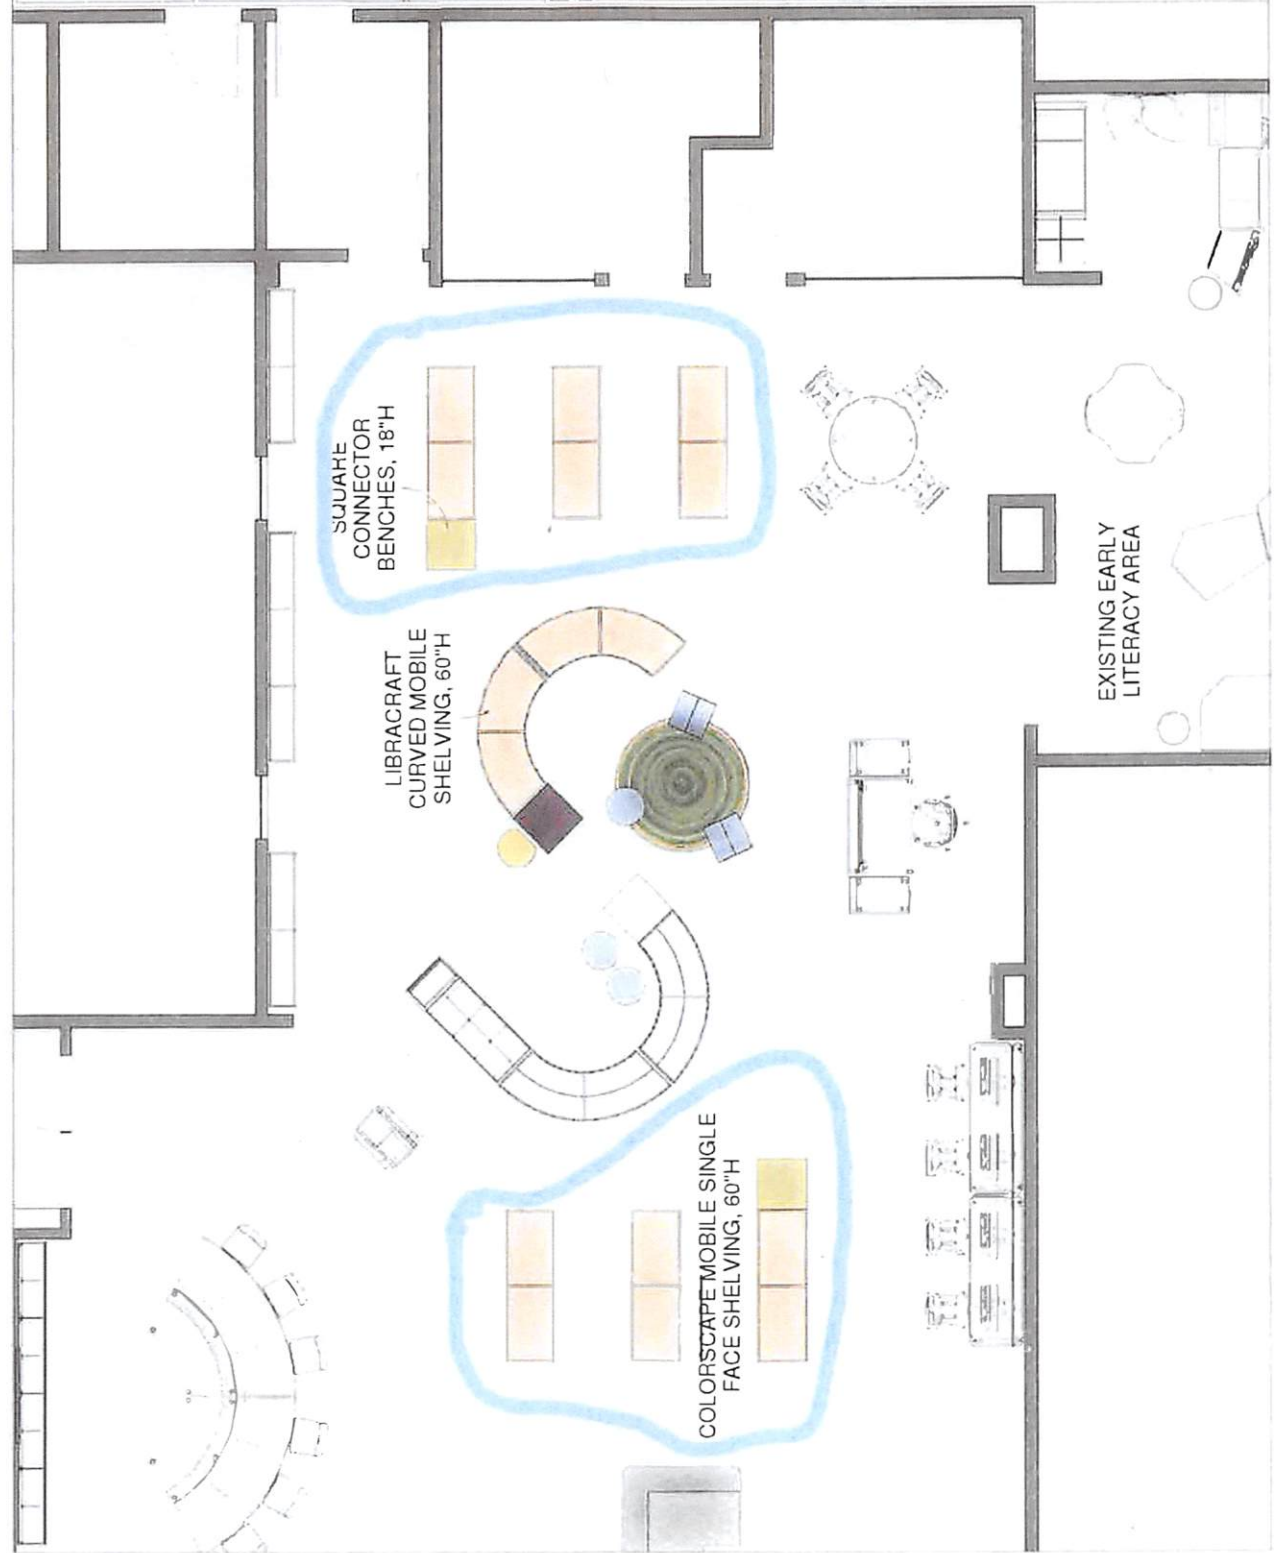 SQUARE
CONNECTOR
BENCHES, 18"H
LIBRACRAFT
CURVED MOBILE
SHELVING, 60"H
EXISTING EARLY
LITERACY AREA
COLORSCAPE MOBILE SINGLE
FACE SHELVING, 60"H